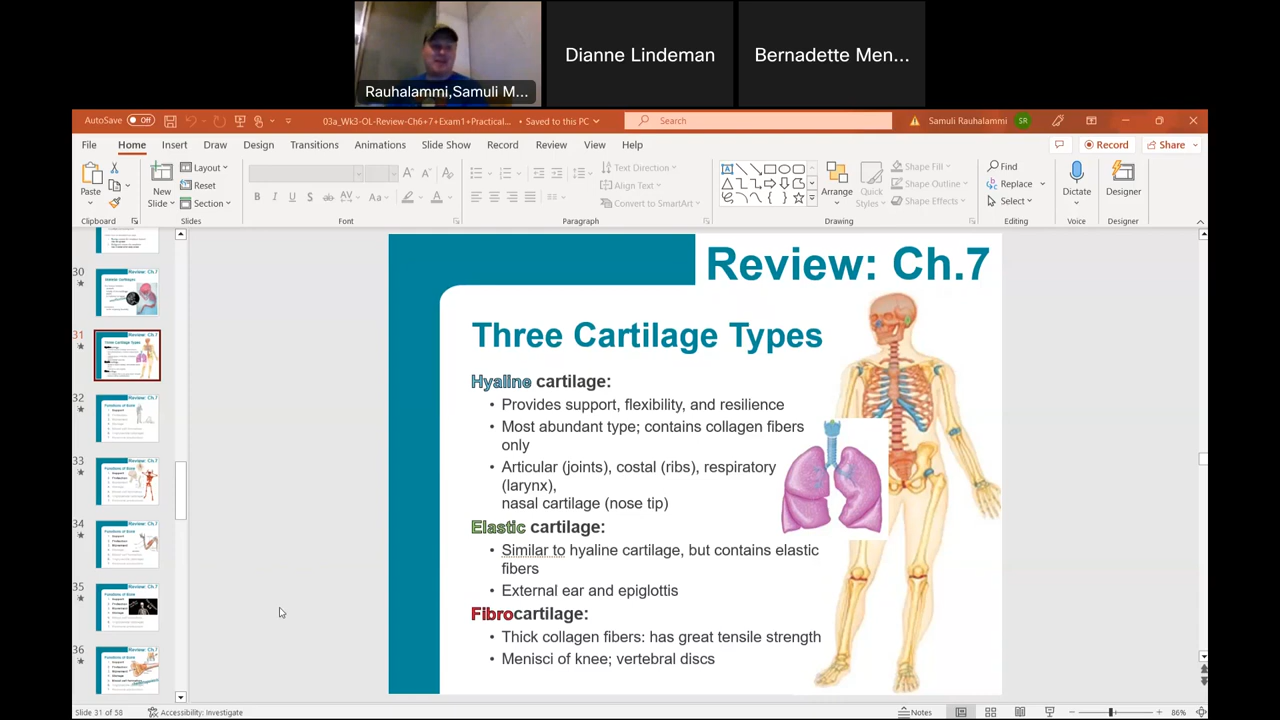 Rauhalammi,Samuli M...
Dianne Lindeman
Bernadette Men...
AutoSave Off
03a_Wk3-OL-Review-Ch6+7+Exam1+Practical... • Saved to this PC
Search
Samuli Rauhalammi SR
File Home Insert Draw Design Transitions Animations Slide Show Record Review View Help
Record Share
Paste
New
Slide
Layout
Reset
Section
B I U S ab AV Aa A A
Text Direction
Align Text
Convert to SmartArt
Arrange
Quick
Styles
Shape Fill
Shape Outline
Shape Effects
Find
Replace
Select
Dictate
Designer
Clipboard Slides Font Paragraph Drawing Editing Voice Designer
30
31
32
33
34
35
36
Review: Ch.7
Three Cartilage Types
Hyaline cartilage:
• Provides support, flexibility, and resilience
• Most abundant type; contains collagen fibers
only
• Articular (joints), costal (ribs), respiratory
(larynx),
nasal cartilage (nose tip)
Elastic cartilage:
• Similar to hyaline cartilage, but contains elastic
fibers
• External ear and epiglottis
Fibrocartilage:
• Thick collagen fibers: has great tensile strength
• Menisci of knee; vertebral discs
Slide 31 of 58 Accessibility: Investigate
Notes
86%